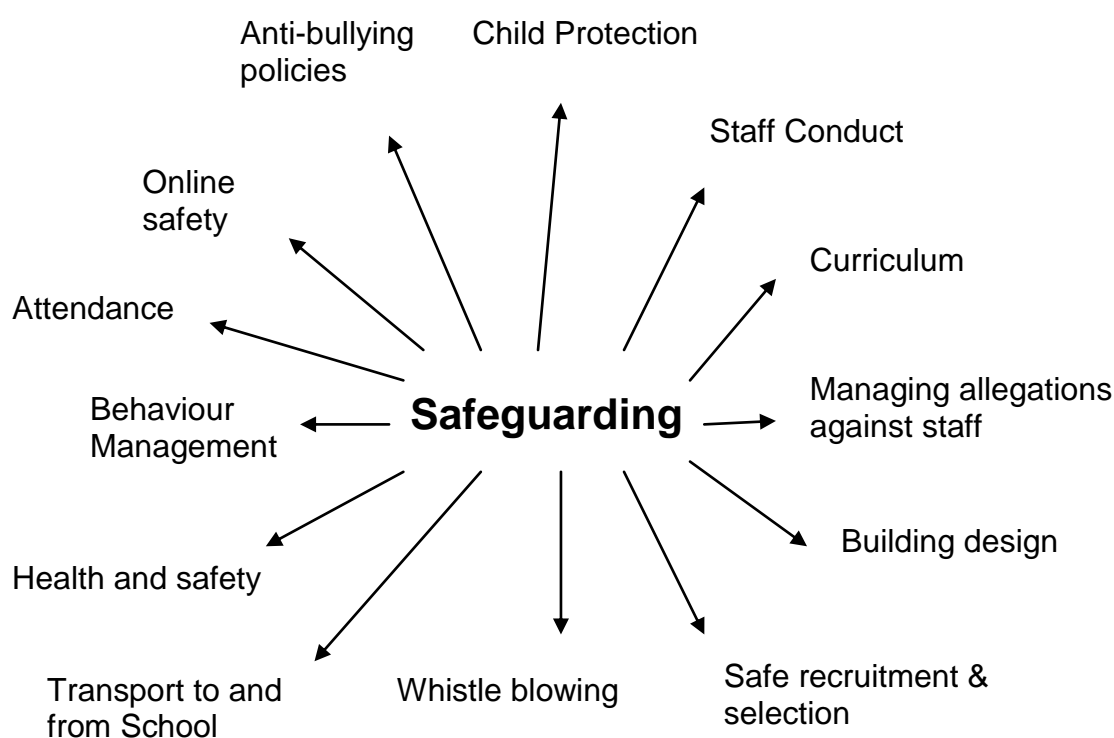 Anti-bullying
policies
Child Protection
Staff Conduct
Online
safety
Curriculum
Attendance
Managing allegations
against staff
Behaviour
Management
Safeguarding
Building design
Health and safety
Transport to and
from School
Whistle blowing
Safe recruitment &
selection